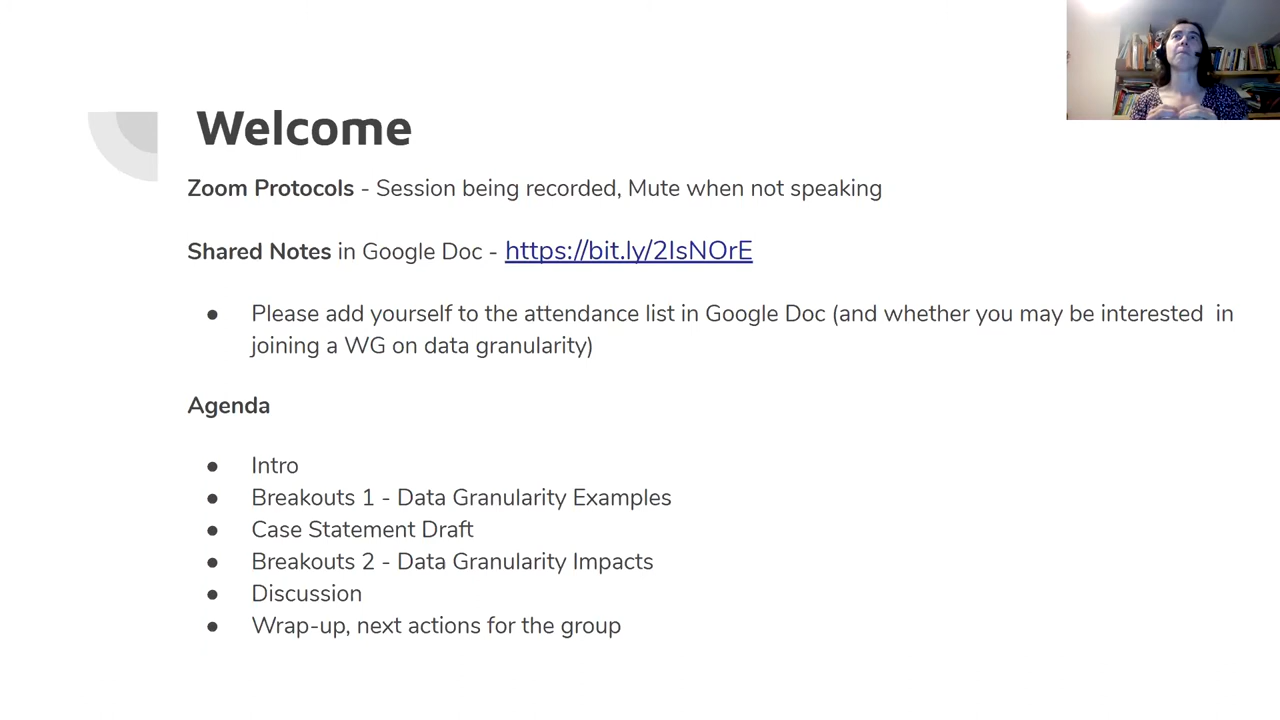 Welcome
Zoom Protocols - Session being recorded, Mute when not speaking
Shared Notes in Google Doc - https://bit.ly/2IsNOrE
● Please add yourself to the attendance list in Google Doc (and whether you may be interested in
joining a WG on data granularity)
Agenda
● Intro
● Breakouts 1 - Data Granularity Examples
● Case Statement Draft
● Breakouts 2 - Data Granularity Impacts
● Discussion
● Wrap-up, next actions for the group